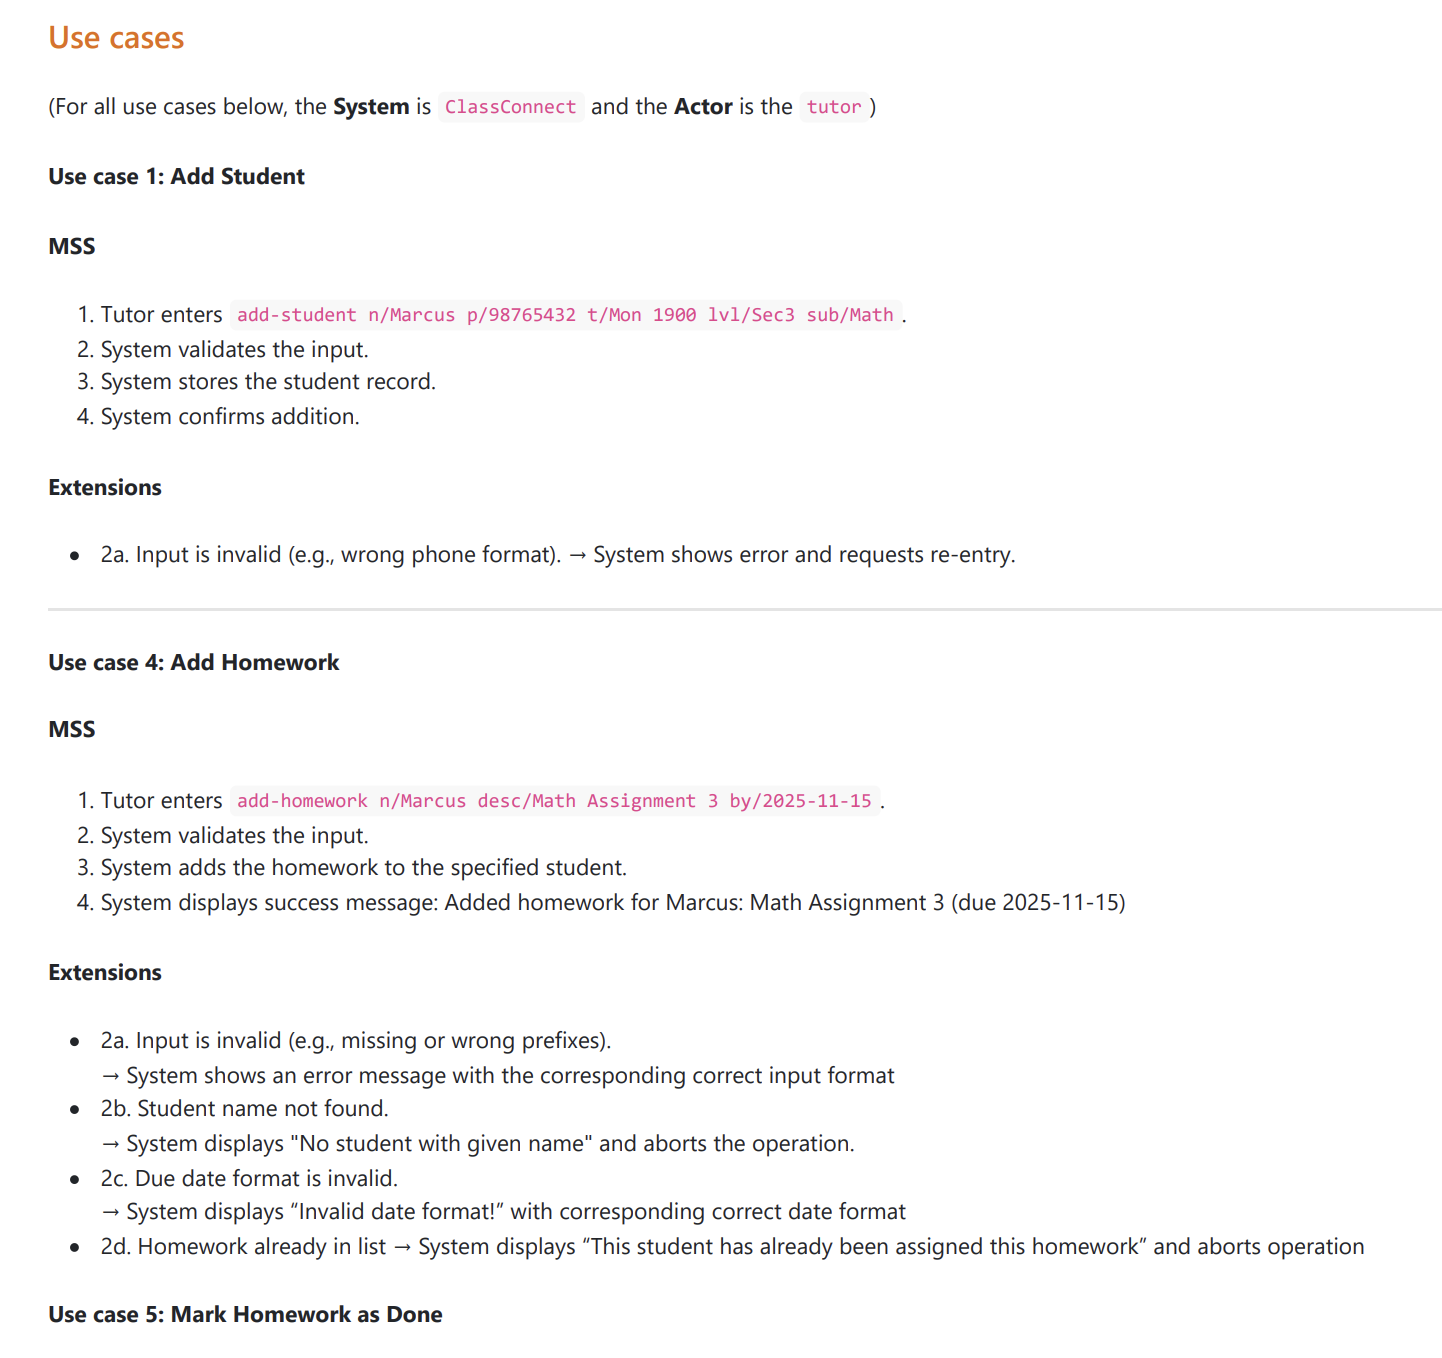 Use cases
(For all use cases below, the System is ClassConnect and the Actor is the tutor )
Use case 1: Add Student
MSS
1. Tutor enters add-student n/Marcus p/98765432 t/Mon 1900 lvl/Sec3 sub/Math .
2. System validates the input.
3. System stores the student record.
4. System confirms addition.
Extensions
• 2a. Input is invalid (e.g., wrong phone format). → System shows error and requests re-entry.
Use case 4: Add Homework
MSS
1. Tutor enters add-homework n/Marcus desc/Math Assignment 3 by/2025-11-15 .
2. System validates the input.
3. System adds the homework to the specified student.
4. System displays success message: Added homework for Marcus: Math Assignment 3 (due 2025-11-15)
Extensions
• 2a. Input is invalid (e.g., missing or wrong prefixes).
→ System shows an error message with the corresponding correct input format
• 2b. Student name not found.
→ System displays "No student with given name" and aborts the operation.
• 2c. Due date format is invalid.
→ System displays “Invalid date format!” with corresponding correct date format
• 2d. Homework already in list → System displays “This student has already been assigned this homework” and aborts operation
Use case 5: Mark Homework as Done